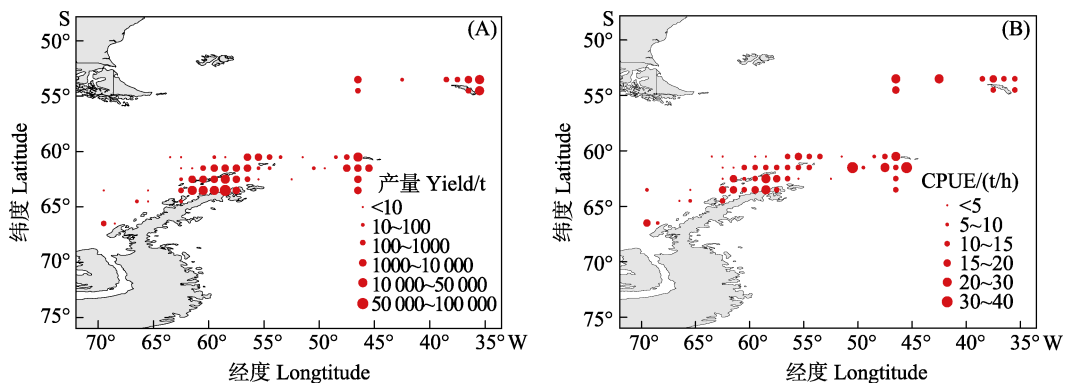 S
50°
55°
60°
65°
70°
75°
纬度 Latitude
(A)
产量 Yield/t
<10
10~100
100~1000
1000~10 000
10 000~50 000
50 000~100 000
70° 65° 60° 55° 50° 45° 40° 35° W
经度 Longtitude
S
50°
55°
60°
65°
70°
75°
纬度 Latitude
(B)
CPUE/(t/h)
<5
5~10
10~15
15~20
20~30
30~40
70° 65° 60° 55° 50° 45° 40° 35° W
经度 Longtitude